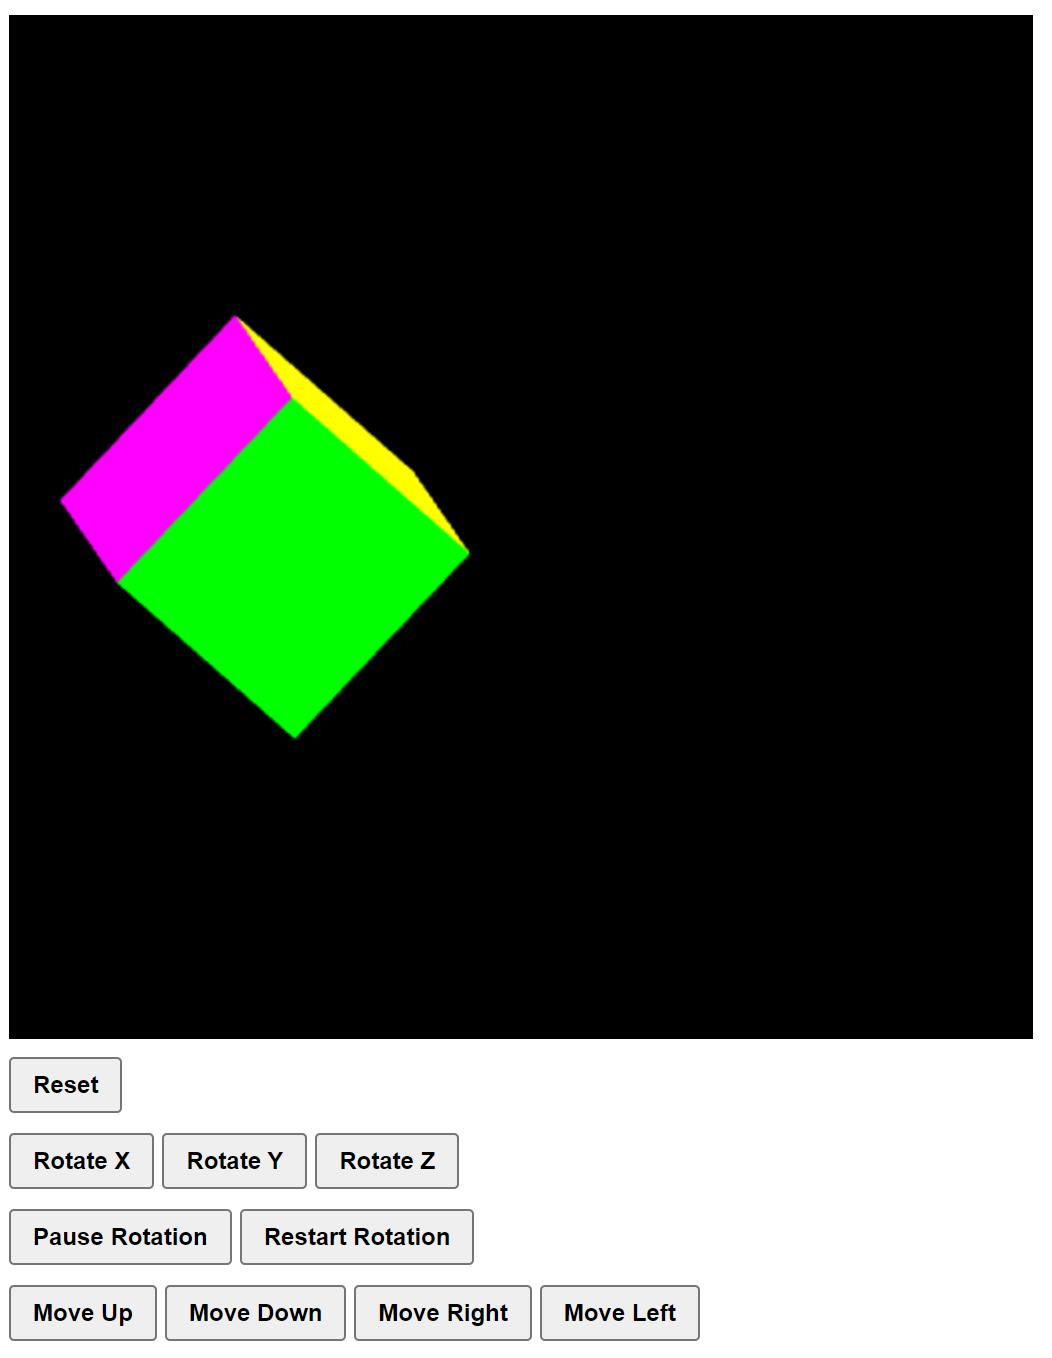 Reset
Rotate X Rotate Y Rotate Z
Pause Rotation Restart Rotation
Move Up Move Down Move Right Move Left